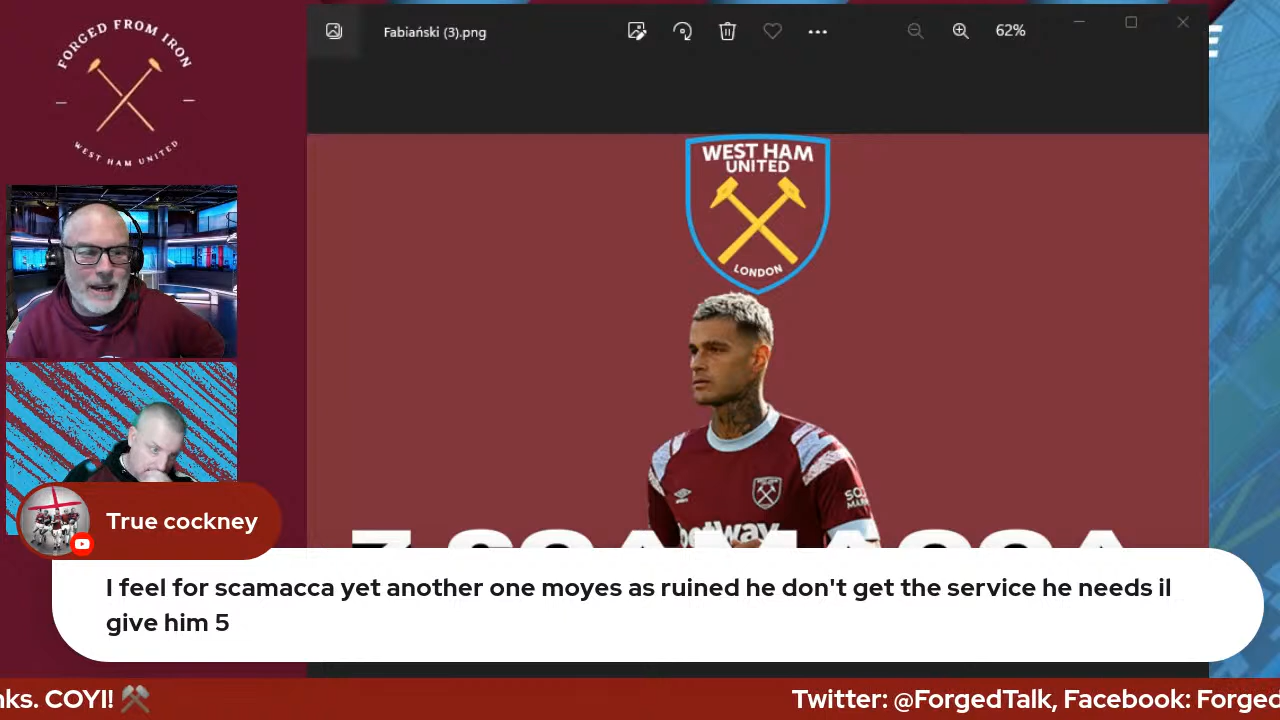 FORGED FROM IRON
WEST HAM UNITED
Fabiański (3).png
62%
WEST HAM
UNITED
LONDON
betway
True cockney
I feel for scamacca yet another one moyes as ruined he don't get the service he needs il
give him 5
nks. COYI! ⚒
Twitter: @ForgedTalk, Facebook: Forged